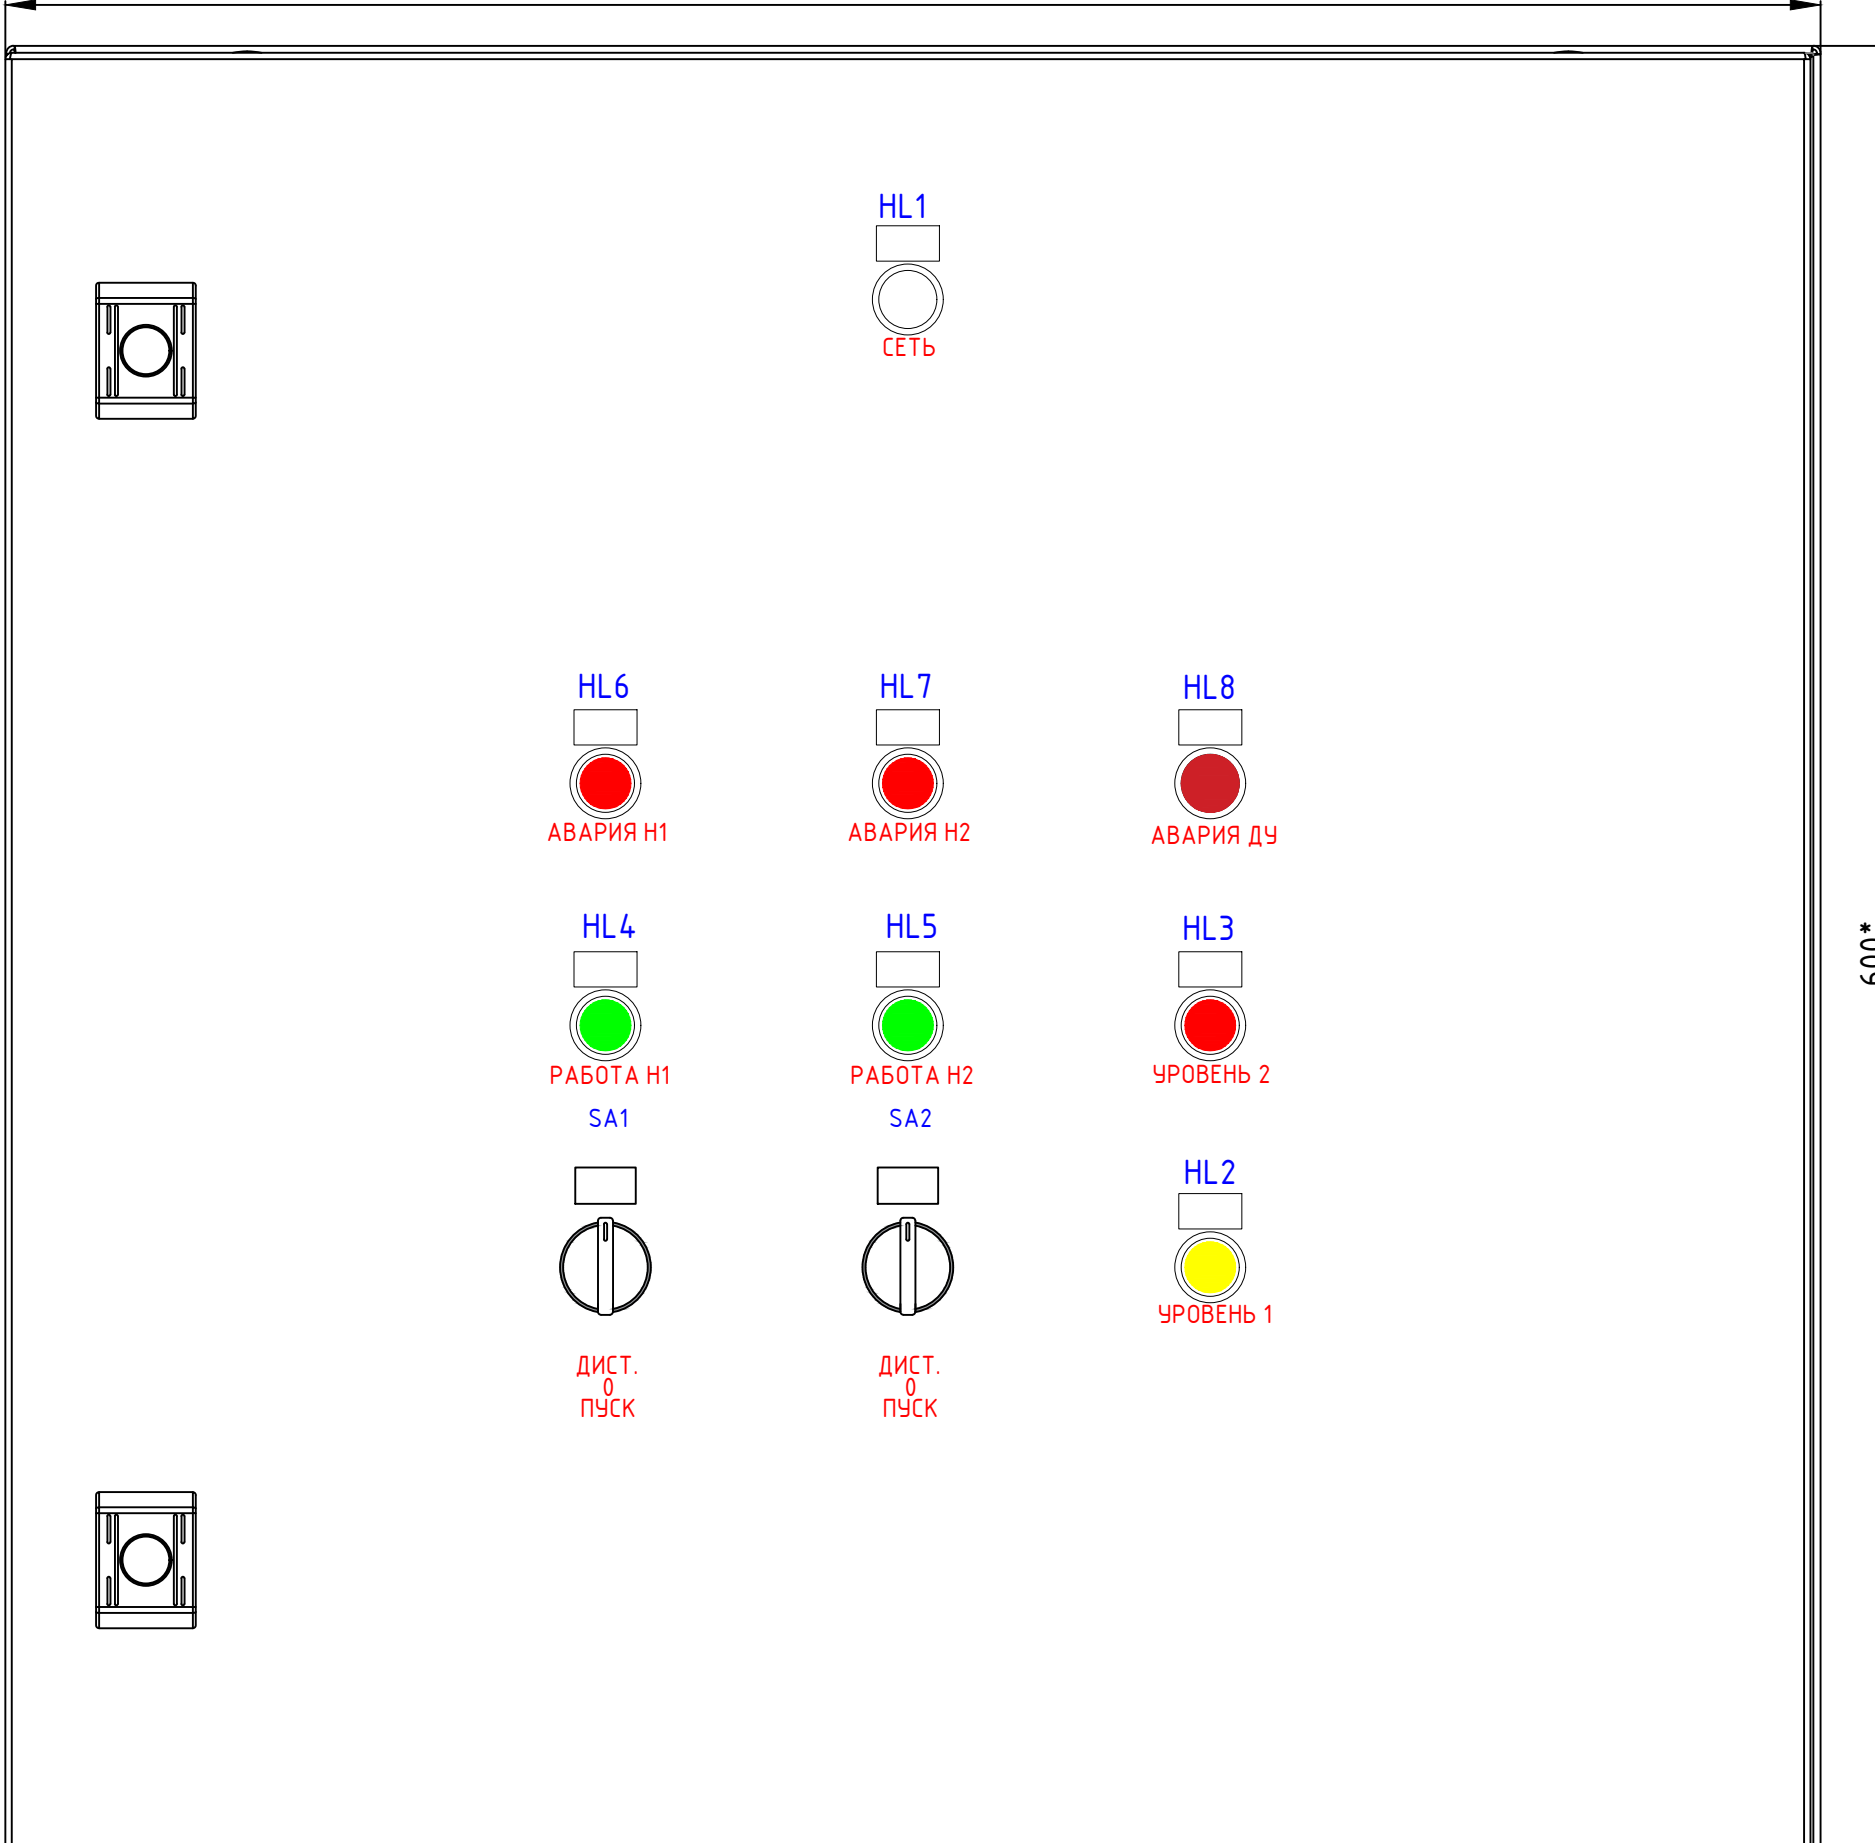 HL1
СЕТЬ
HL6 HL7 HL8
АВАРИЯ Н1 АВАРИЯ Н2 АВАРИЯ ДУ
HL4 HL5 HL3
РАБОТА Н1 РАБОТА Н2 УРОВЕНЬ 2
SA1 SA2
HL2
УРОВЕНЬ 1
ДИСТ. ДИСТ.
0 0
ПУСК ПУСК
600*